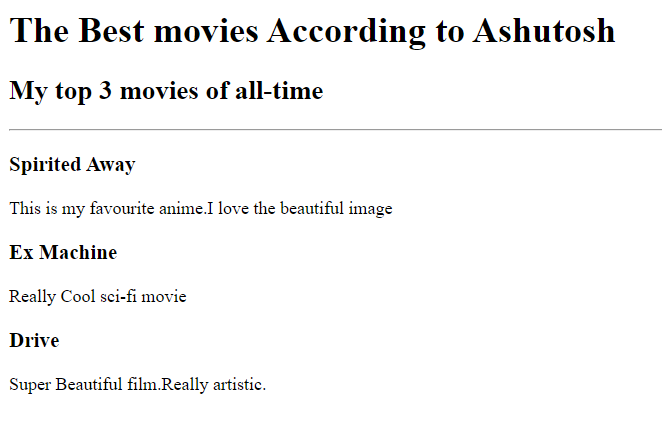 The Best movies According to Ashutosh
My top 3 movies of all-time
Spirited Away
This is my favourite anime.I love the beautiful image
Ex Machine
Really Cool sci-fi movie
Drive
Super Beautiful film.Really artistic.